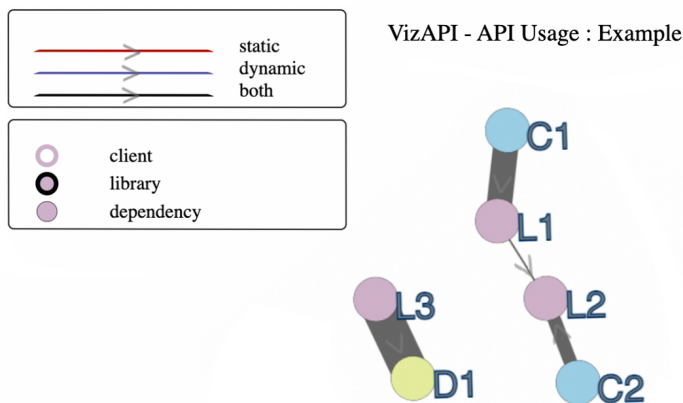 VizAPI - API Usage : Example
static
dynamic
both
client
library
dependency
C1
L1
L3
L2
D1
C2